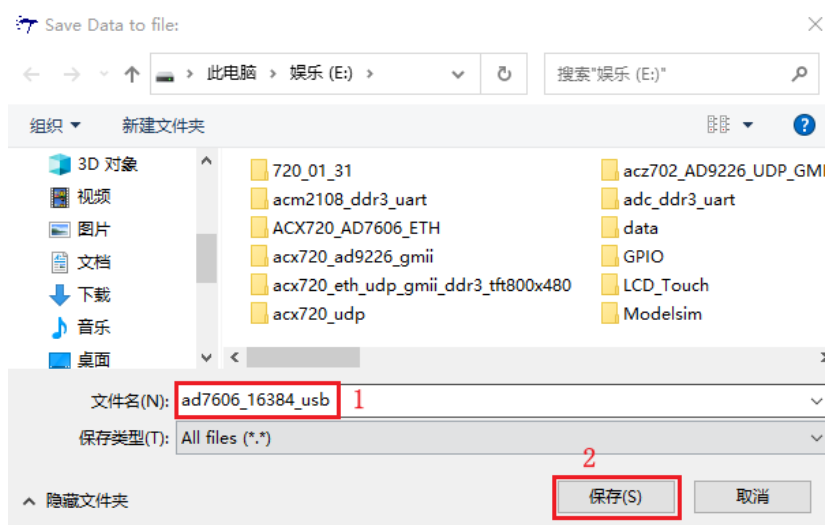 Save Data to file:
此电脑 > 娱乐 (E:) >
搜索"娱乐 (E:)"
组织 新建文件夹
3D 对象
视频
图片
文档
下载
音乐
桌面
720_01_31
acm2108_ddr3_uart
ACX720_AD7606_ETH
acx720_ad9226_gmii
acx720_eth_udp_gmii_ddr3_tft800x480
acx720_udp
acz702_AD9226_UDP_GMI
adc_ddr3_uart
data
GPIO
LCD_Touch
Modelsim
文件名(N): ad7606_16384_usb 1
保存类型(T): All files (*.*)
2
隐藏文件夹 保存(S) 取消